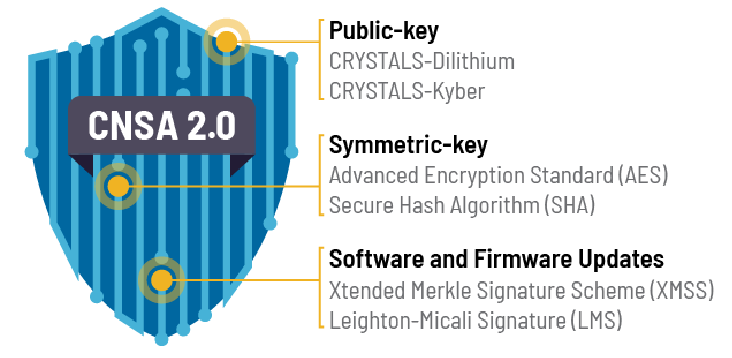 CNSA 2.0
Public-key
CRYSTALS-Dilithium
CRYSTALS-Kyber
Symmetric-key
Advanced Encryption Standard (AES)
Secure Hash Algorithm (SHA)
Software and Firmware Updates
Xtended Merkle Signature Scheme (XMSS)
Leighton-Micali Signature (LMS)